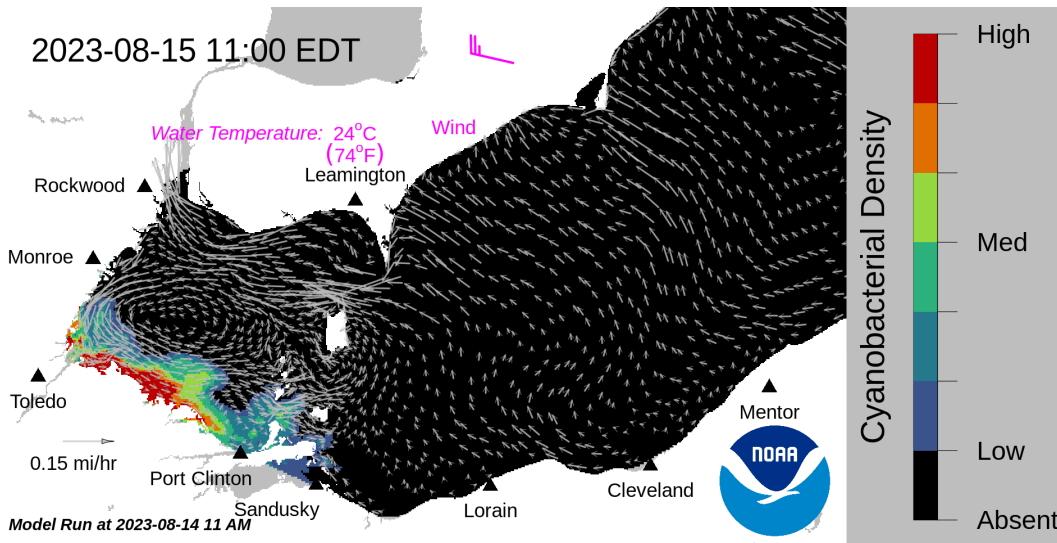 2023-08-15 11:00 EDT
High
Cyanobacterial Density
Water Temperature: 24°C
(74°F)
Wind
Leamington
Rockwood
Monroe
Med
Toledo
Mentor
0.15 mi/hr
NOAA
Low
Port Clinton
Cleveland
Sandusky
Lorain
Model Run at 2023-08-14 11 AM
Absent